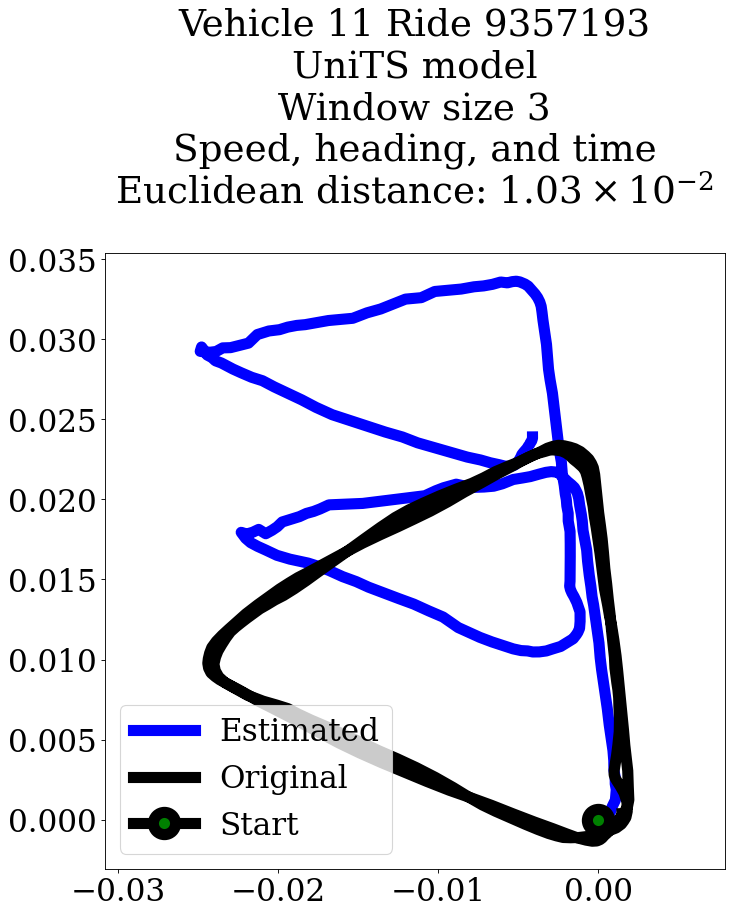 Vehicle 11 Ride 9357193
UniTS model
Window size 3
Speed, heading, and time
Euclidean distance: 1.03 × 10⁻²
0.035
0.030
0.025
0.020
0.015
0.010
0.005
0.000
Estimated
Original
Start
−0.03 −0.02 −0.01 0.00